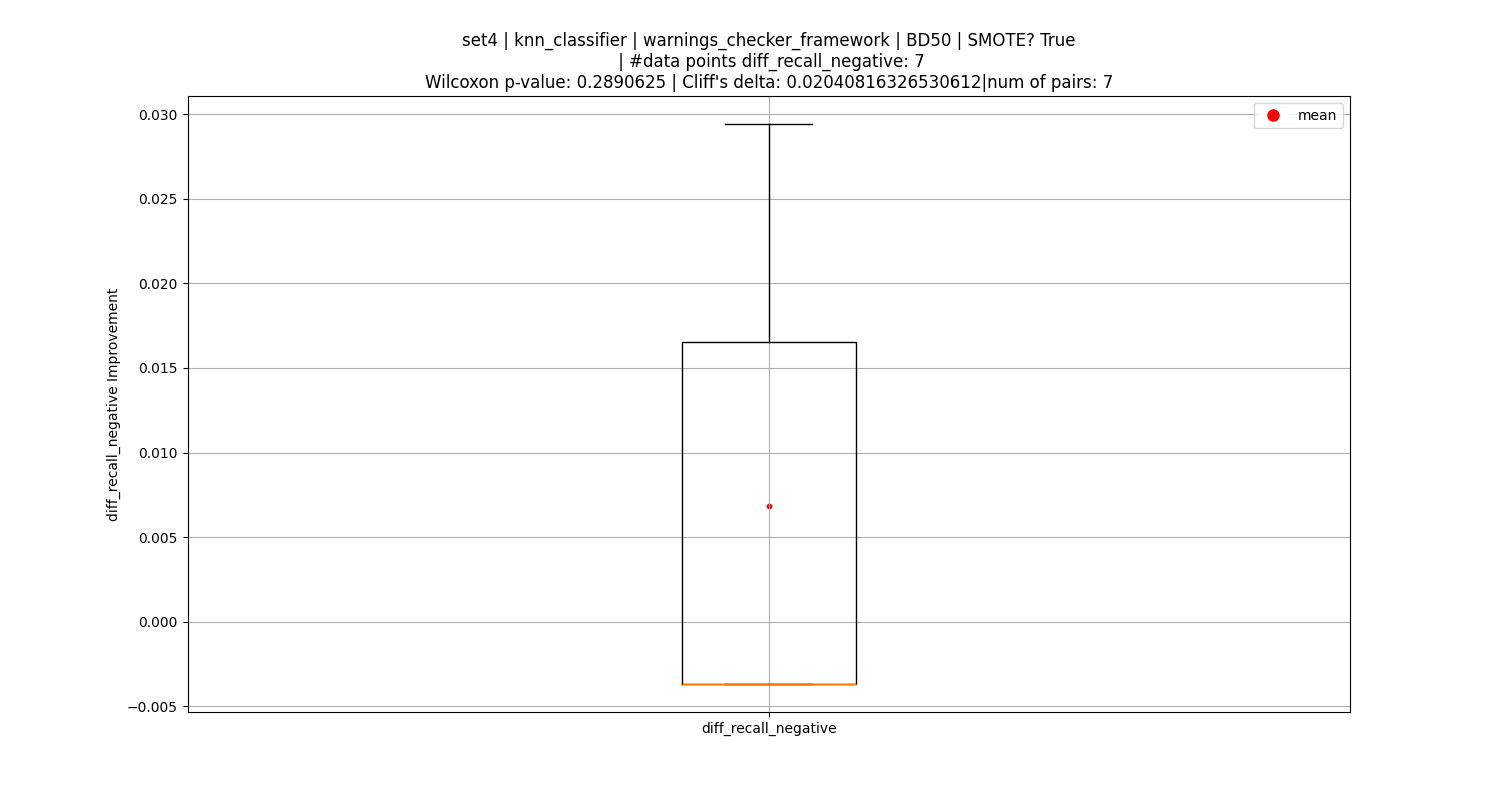 set4 | knn_classifier | warnings_checker_framework | BD50 | SMOTE? True
| #data points diff_recall_negative: 7
Wilcoxon p-value: 0.2890625 | Cliff's delta: 0.02040816326530612|num of pairs: 7
mean
0.030
0.025
0.020
0.015
0.010
0.005
0.000
−0.005
diff_recall_negative Improvement
diff_recall_negative